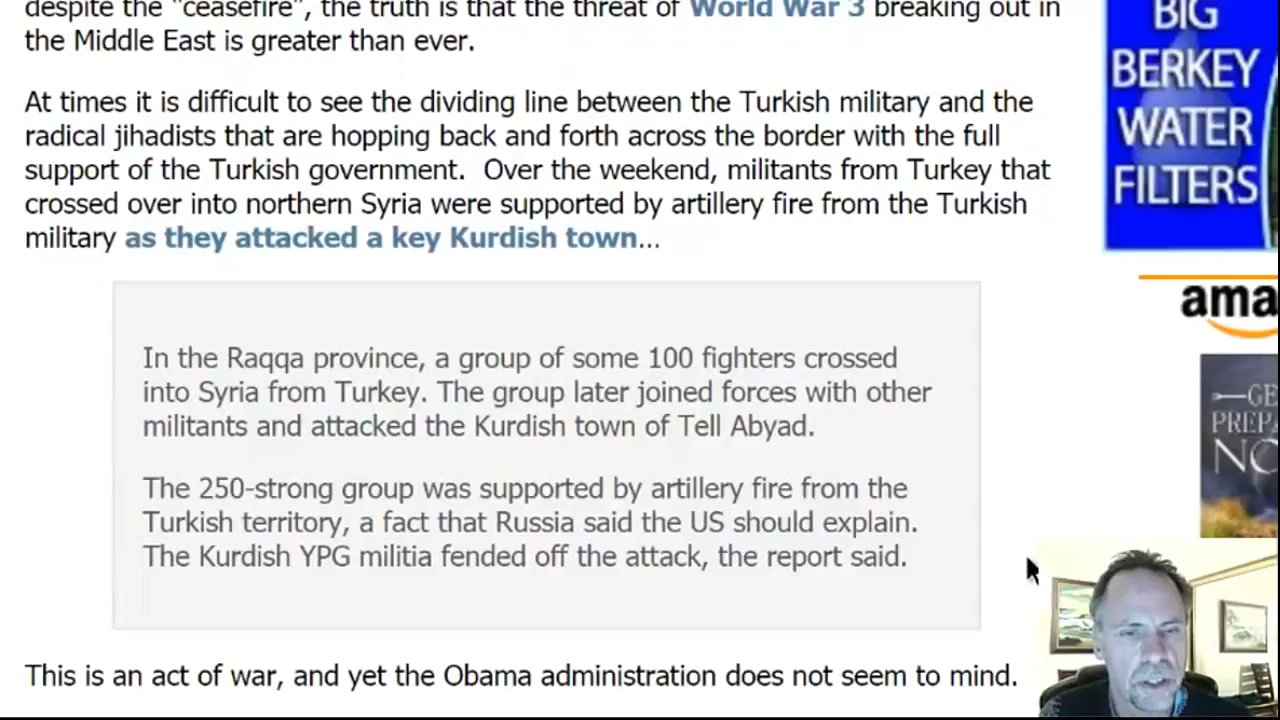 despite the "ceasefire", the truth is that the threat of World War 3 breaking out in
the Middle East is greater than ever.
At times it is difficult to see the dividing line between the Turkish military and the
radical jihadists that are hopping back and forth across the border with the full
support of the Turkish government.  Over the weekend, militants from Turkey that
crossed over into northern Syria were supported by artillery fire from the Turkish
military as they attacked a key Kurdish town...
In the Raqqa province, a group of some 100 fighters crossed
into Syria from Turkey. The group later joined forces with other
militants and attacked the Kurdish town of Tell Abyad.
The 250-strong group was supported by artillery fire from the
Turkish territory, a fact that Russia said the US should explain.
The Kurdish YPG militia fended off the attack, the report said.
This is an act of war, and yet the Obama administration does not seem to mind.
BIG
BERKEY
WATER
FILTERS
ama
GE
PREPA
NO